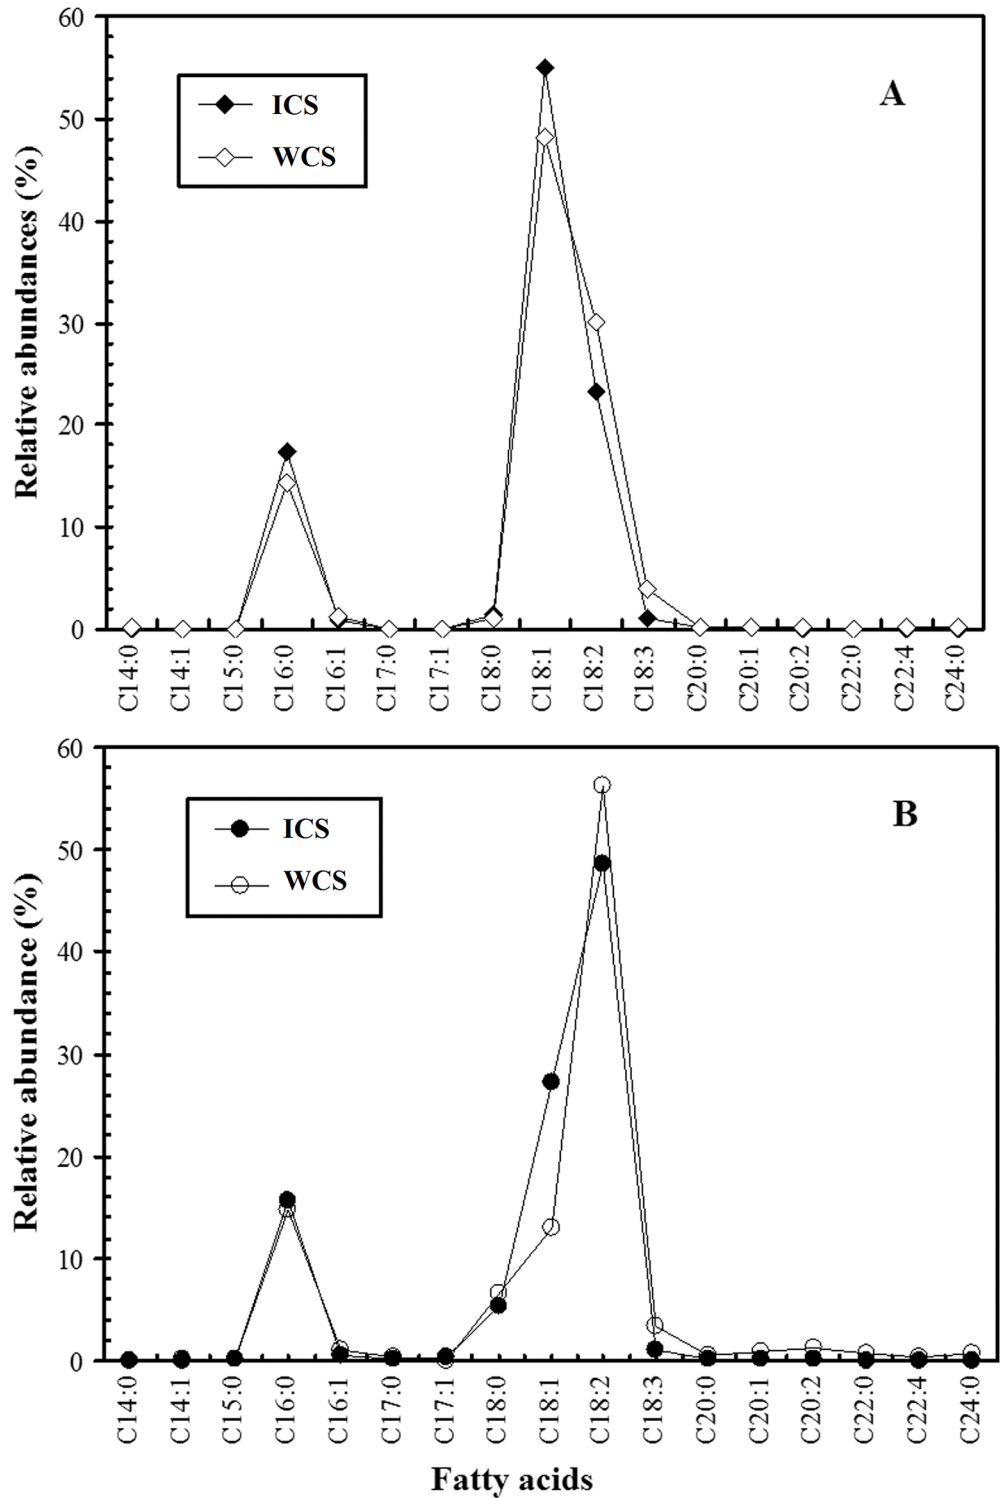 60
50
40
30
20
10
0
Relative abundances (%)
ICS
WCS
A
C14:0 C14:1 C15:0 C16:0 C16:1 C17:0 C17:1 C18:0 C18:1 C18:2 C18:3 C20:0 C20:1 C20:2 C22:0 C22:4 C24:0
60
50
40
30
20
10
0
Relative abundance (%)
ICS
WCS
B
C14:0 C14:1 C15:0 C16:0 C16:1 C17:0 C17:1 C18:0 C18:1 C18:2 C18:3 C20:0 C20:1 C20:2 C22:0 C22:4 C24:0
Fatty acids